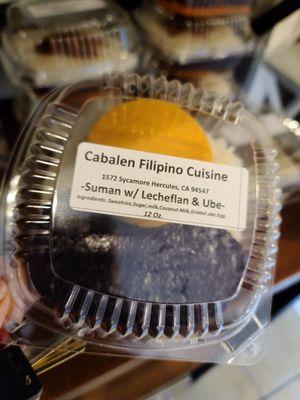 Cabalen Filipino Cuisine
1572 Sycamore Hercules, CA 94547
-Suman w/ Lecheflan & Ube-
Ingredients: Sweetrice,Sugar,milk,Coconut Milk,Grated ube,Egg
12 Oz.